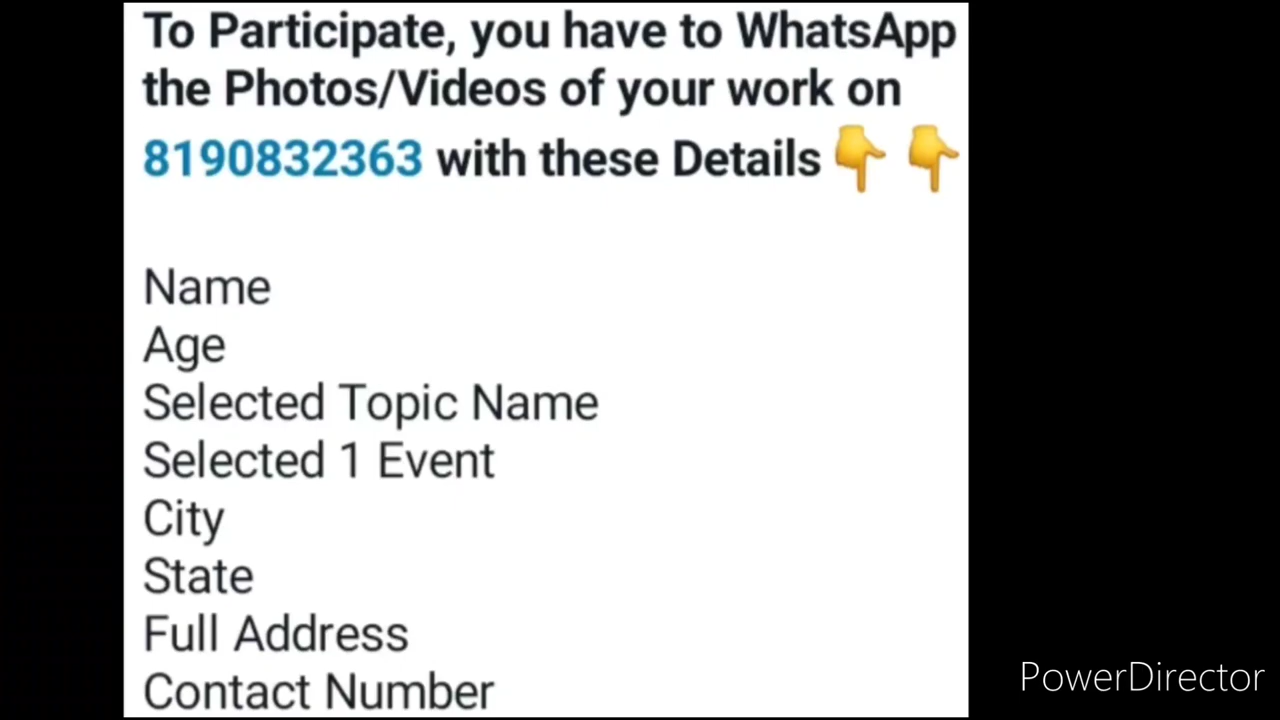 To Participate, you have to WhatsApp
the Photos/Videos of your work on
8190832363 with these Details👇👇
Name
Age
Selected Topic Name
Selected 1 Event
City
State
Full Address
Contact Number
PowerDirector